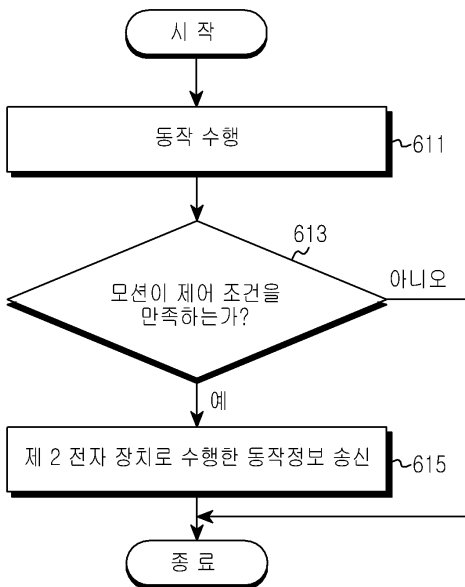 시 작
동작 수행
611
613
모션이 제어 조건을
만족하는가?
아니오
예
제 2 전자 장치로 수행한 동작정보 송신
615
종 료